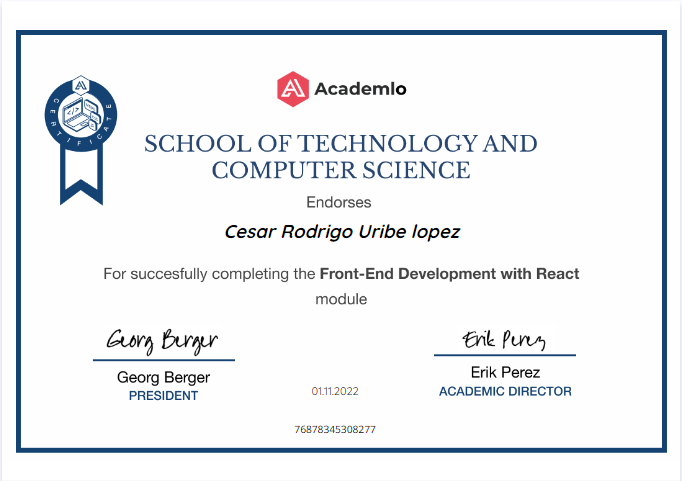 Academlo
CERTIFICATE
SCHOOL OF TECHNOLOGY AND
COMPUTER SCIENCE
Endorses
Cesar Rodrigo Uribe lopez
For succesfully completing the Front-End Development with React
module
Georg Berger
Erik Perez
Georg Berger
Erik Perez
PRESIDENT
01.11.2022
ACADEMIC DIRECTOR
76878345308277